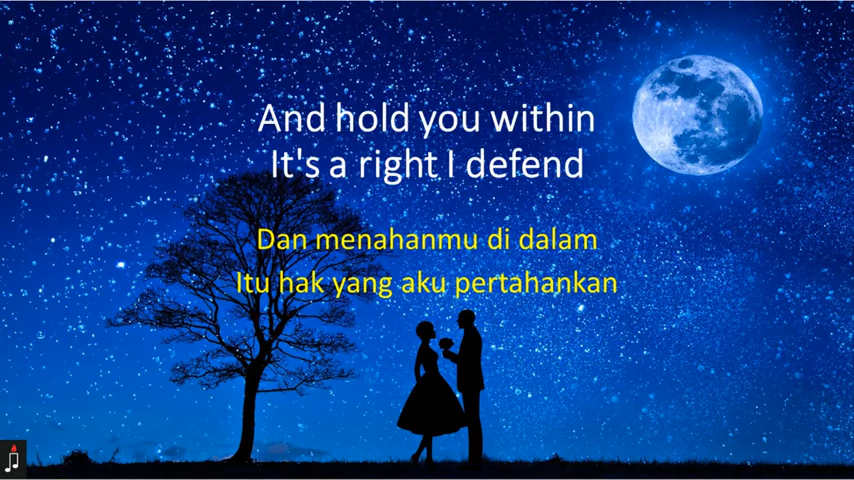 And hold you within
It's a right I defend
Dan menahanmu di dalam
Itu hak yang aku pertahankan